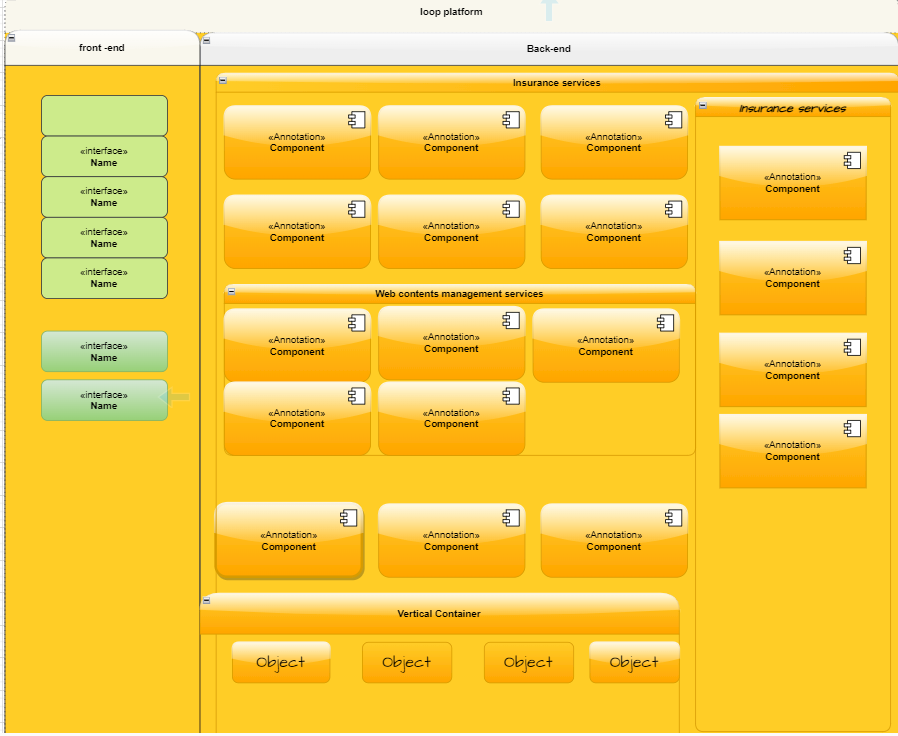 loop platform
front -end
Back-end
«interface»
Name
«interface»
Name
«interface»
Name
«interface»
Name
«interface»
Name
«interface»
Name
Insurance services
«Annotation»
Component
«Annotation»
Component
«Annotation»
Component
«Annotation»
Component
«Annotation»
Component
«Annotation»
Component
Web contents management services
«Annotation»
Component
«Annotation»
Component
«Annotation»
Component
«Annotation»
Component
«Annotation»
Component
«Annotation»
Component
«Annotation»
Component
«Annotation»
Component
Insurance services
«Annotation»
Component
«Annotation»
Component
«Annotation»
Component
«Annotation»
Component
Vertical Container
Object
Object
Object
Object